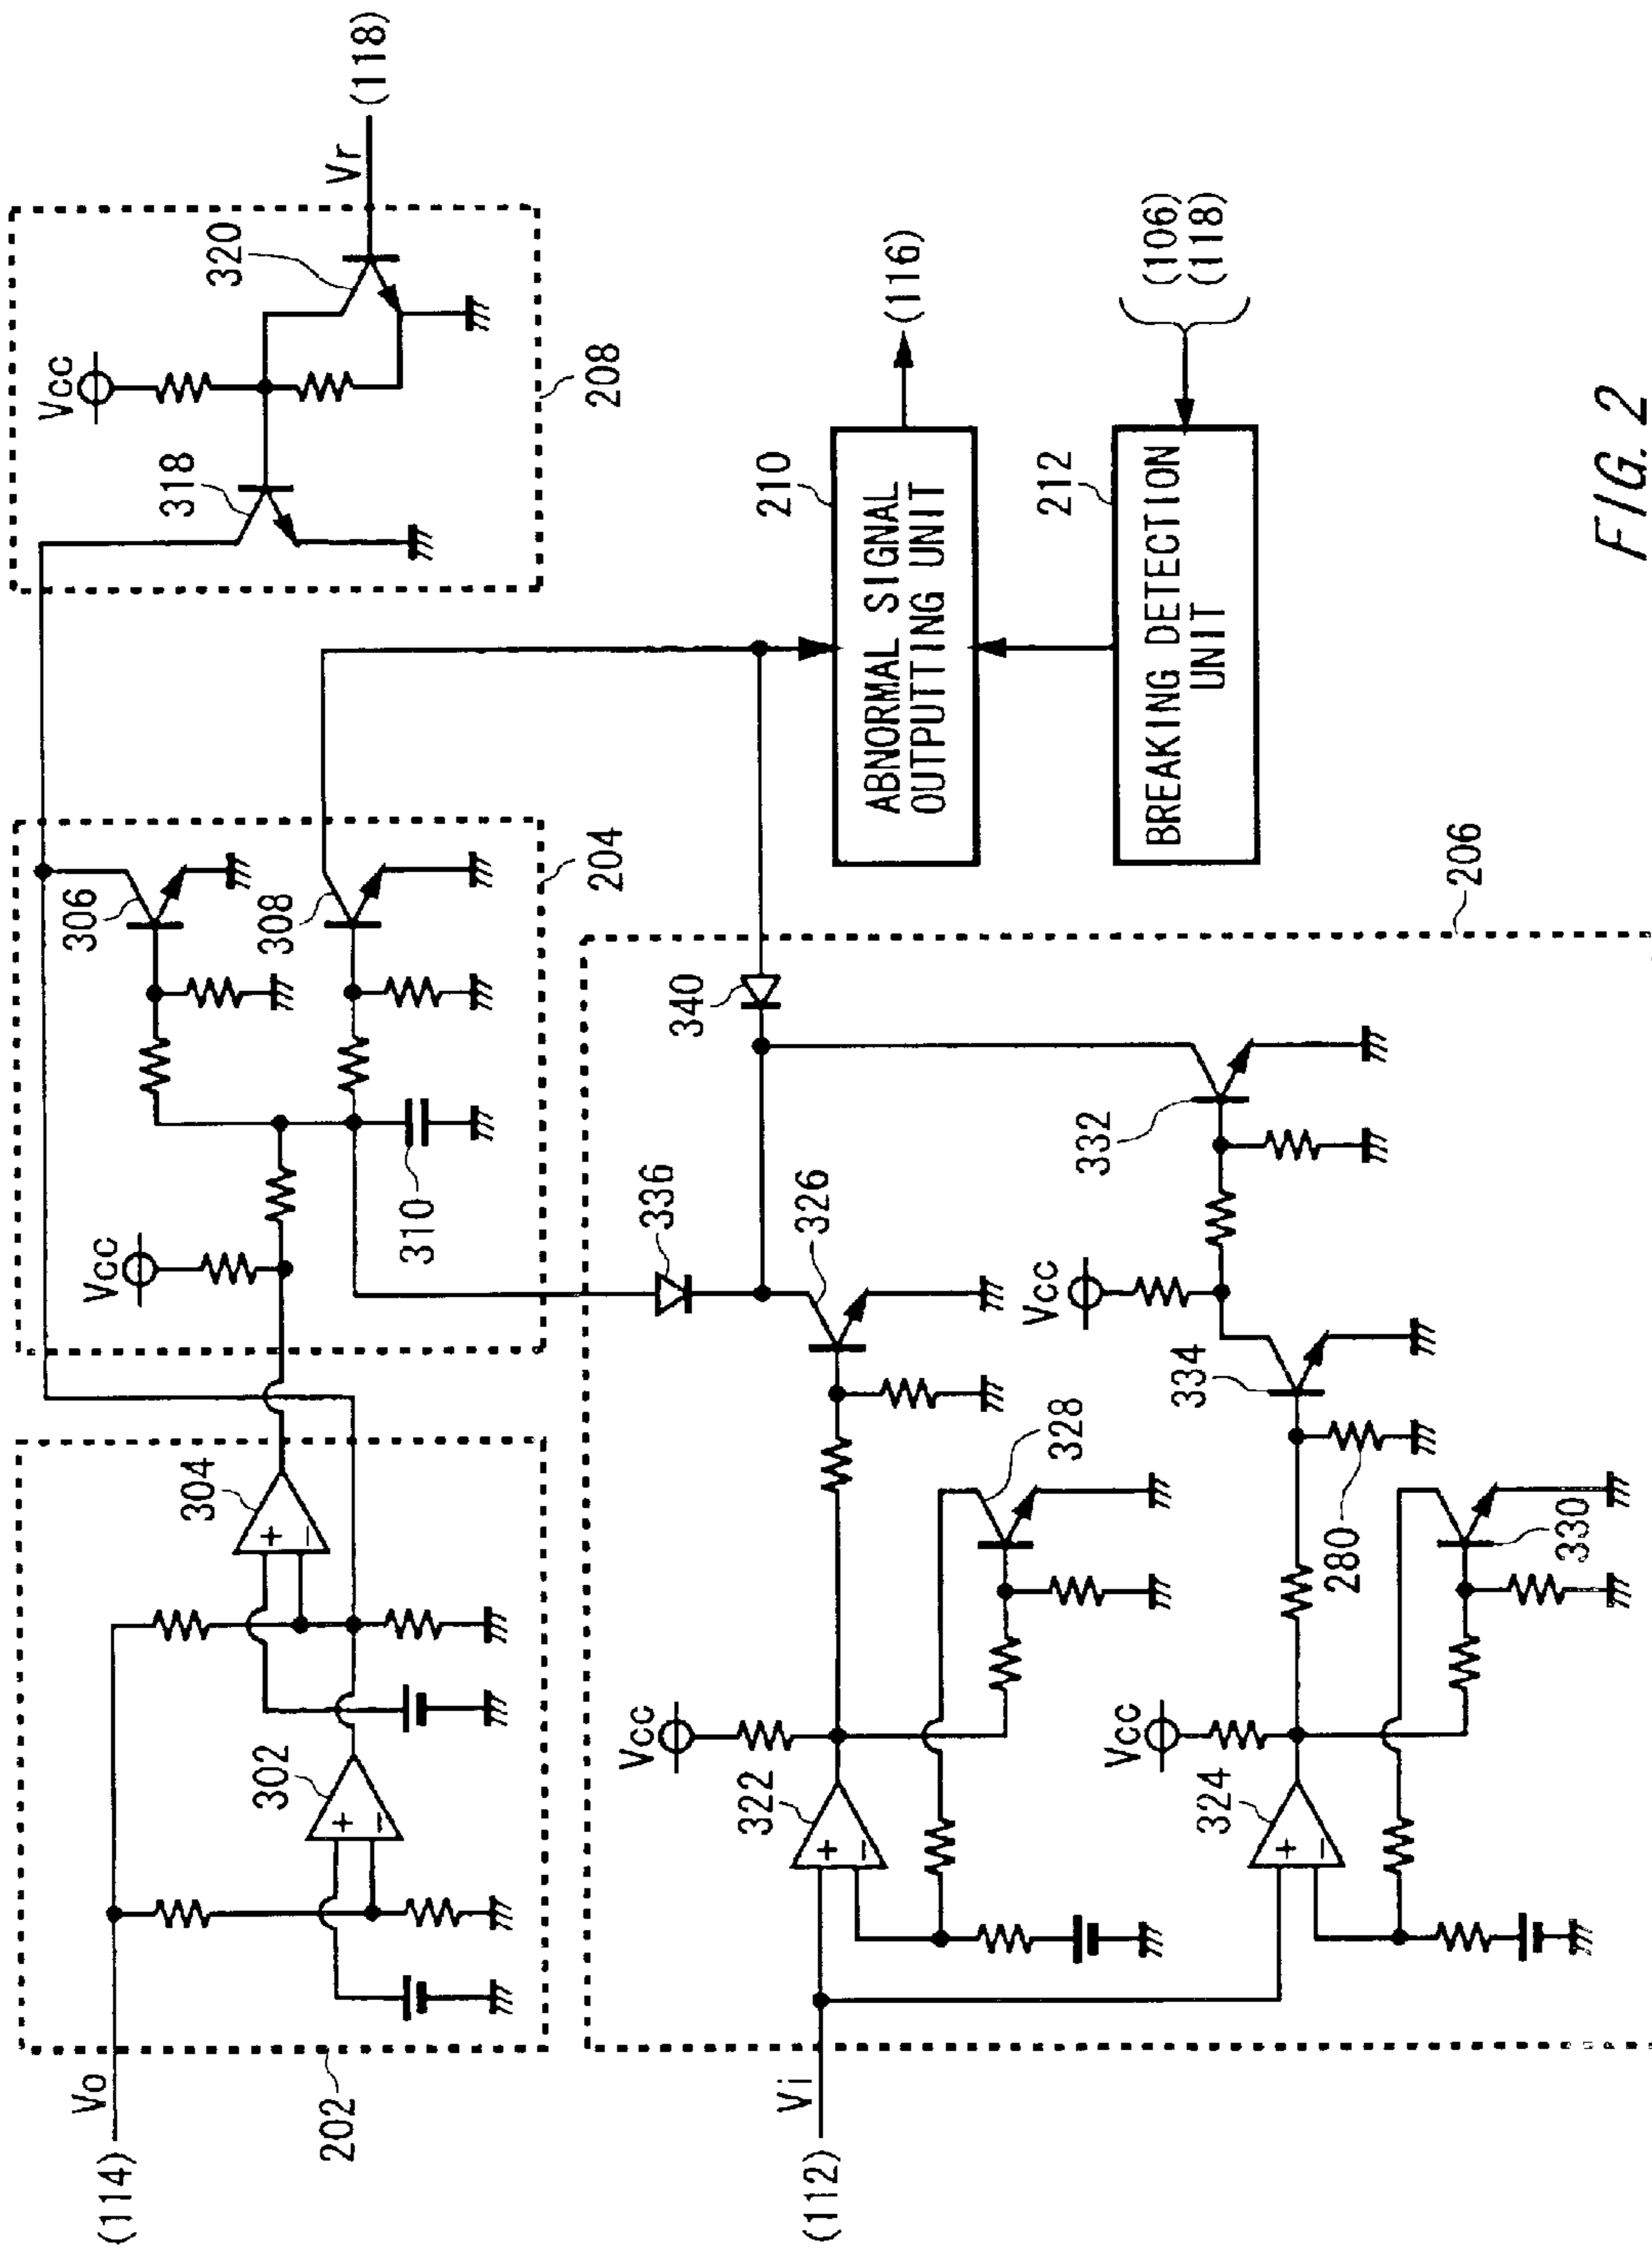 (114)
Vo
202
302
304
Vcc
306
308
310
204
Vcc
318
320
208
Vr
(118)
(112)
Vi
322
+
−
Vcc
324
+
−
Vcc
326
328
280
330
334
Vcc
332
336
340
206
+
−
+
−
ABNORMAL SIGNAL
OUTPUTTING UNIT
210
(116)
BREAKING DETECTION
UNIT
212
(106)
(118)
FIG. 2